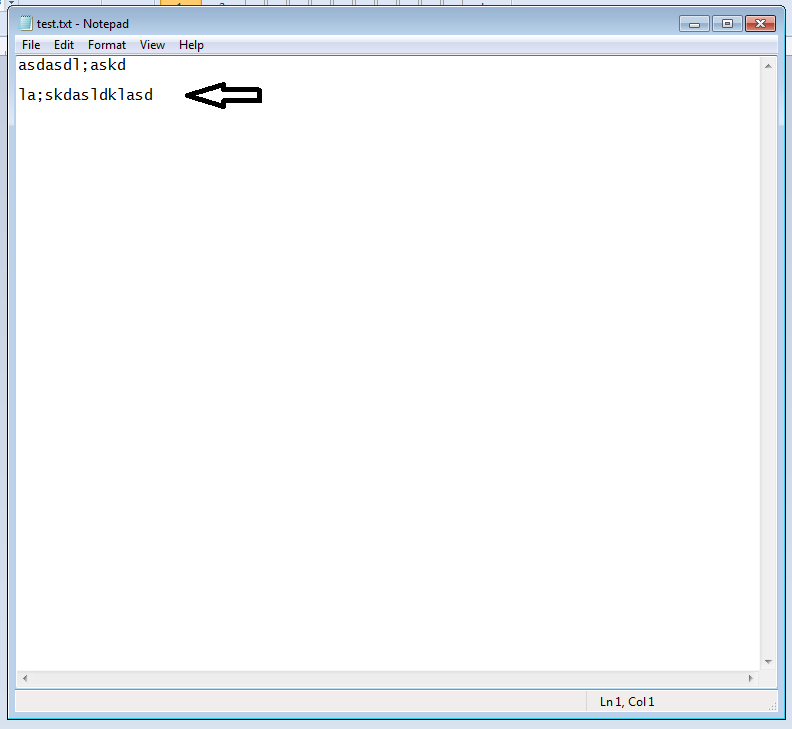 test.txt - Notepad
File Edit Format View Help
asdasdl;askd
la;skdasldklasd
Ln 1, Col 1